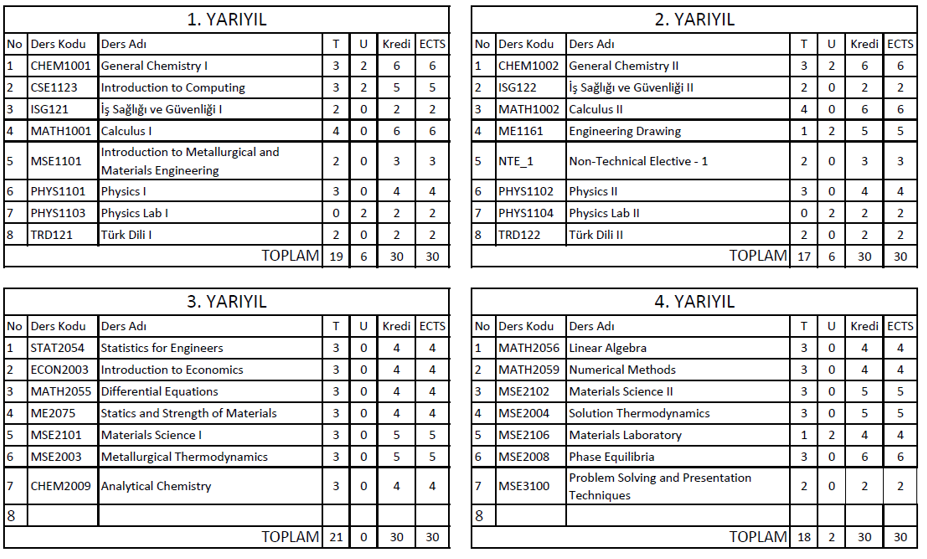 1. YARIYIL
No Ders Kodu Ders Adı T U Kredi ECTS
1 CHEM1001 General Chemistry I 3 2 6 6
2 CSE1123 Introduction to Computing 3 2 5 5
3 ISG121 İş Sağlığı ve Güvenliği I 2 0 2 2
4 MATH1001 Calculus I 4 0 6 6
5 MSE1101 Introduction to Metallurgical and
Materials Engineering 2 0 3 3
6 PHYS1101 Physics I 3 0 4 4
7 PHYS1103 Physics Lab I 0 2 2 2
8 TRD121 Türk Dili I 2 0 2 2
TOPLAM 19 6 30 30
2. YARIYIL
No Ders Kodu Ders Adı T U Kredi ECTS
1 CHEM1002 General Chemistry II 3 2 6 6
2 ISG122 İş Sağlığı ve Güvenliği II 2 0 2 2
3 MATH1002 Calculus II 4 0 6 6
4 ME1161 Engineering Drawing 1 2 5 5
5 NTE_1 Non-Technical Elective - 1 2 0 3 3
6 PHYS1102 Physics II 3 0 4 4
7 PHYS1104 Physics Lab II 0 2 2 2
8 TRD122 Türk Dili II 2 0 2 2
TOPLAM 17 6 30 30
3. YARIYIL
No Ders Kodu Ders Adı T U Kredi ECTS
1 STAT2054 Statistics for Engineers 3 0 4 4
2 ECON2003 Introduction to Economics 3 0 4 4
3 MATH2055 Differential Equations 3 0 4 4
4 ME2075 Statics and Strength of Materials 3 0 4 4
5 MSE2101 Materials Science I 3 0 5 5
6 MSE2003 Metallurgical Thermodynamics 3 0 5 5
7 CHEM2009 Analytical Chemistry 3 0 4 4
8
TOPLAM 21 0 30 30
4. YARIYIL
No Ders Kodu Ders Adı T U Kredi ECTS
1 MATH2056 Linear Algebra 3 0 4 4
2 MATH2059 Numerical Methods 3 0 4 4
3 MSE2102 Materials Science II 3 0 5 5
4 MSE2004 Solution Thermodynamics 3 0 5 5
5 MSE2106 Materials Laboratory 1 2 4 4
6 MSE2008 Phase Equilibria 3 0 6 6
7 MSE3100 Problem Solving and Presentation
Techniques 2 0 2 2
8
TOPLAM 18 2 30 30